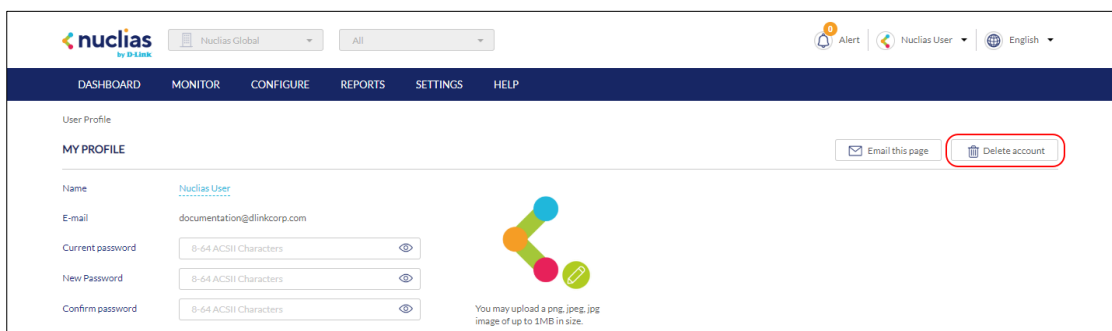 nuclias
by D-Link
Nuclias Global
All
0
Alert
Nuclias User
English
DASHBOARD MONITOR CONFIGURE REPORTS SETTINGS HELP
User Profile
MY PROFILE
Email this page
Delete account
Name Nuclias User
E-mail documentation@dlinkcorp.com
Current password 8-64 ACSII Characters
New Password 8-64 ACSII Characters
Confirm password 8-64 ACSII Characters
You may upload a png, jpeg, jpg
image of up to 1MB in size.